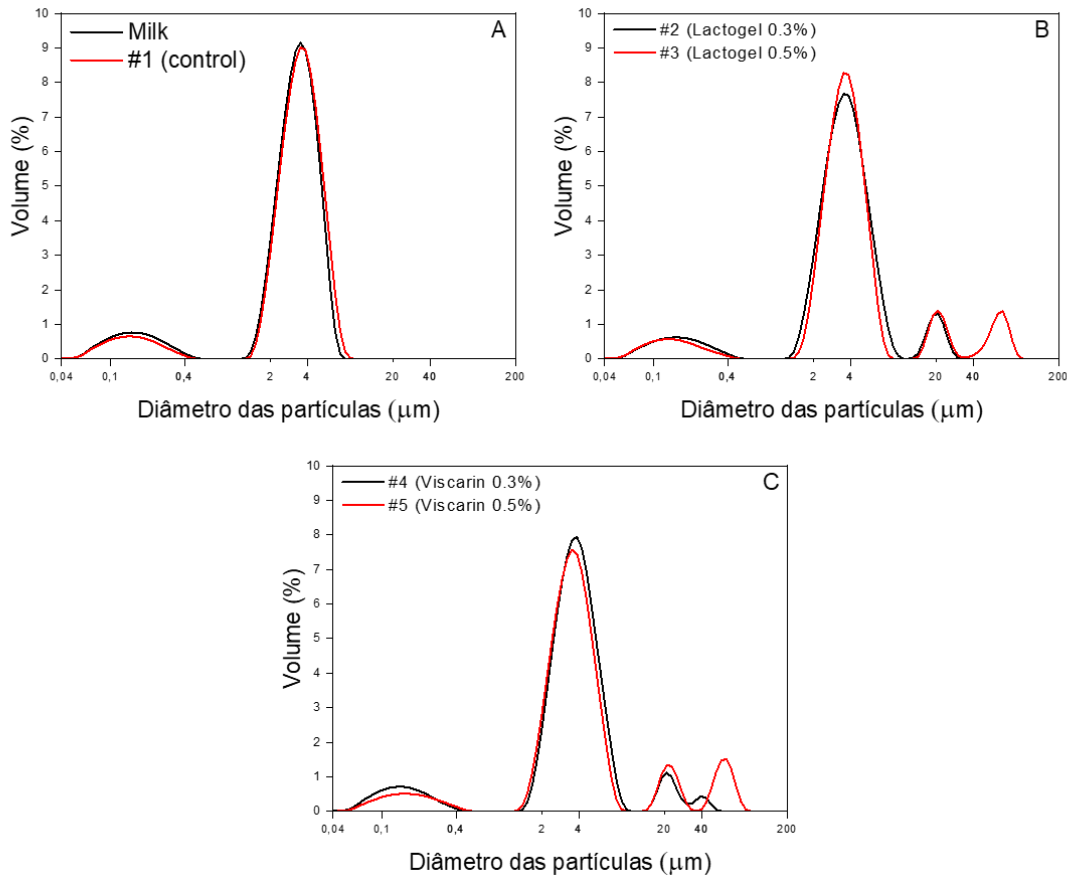 A
Milk
#1 (control)
10
9
8
7
6
5
4
3
2
1
0
Volume (%)
0,04 0,1 0,4 2 4 20 40 200
Diâmetro das partículas (μm)
B
#2 (Lactogel 0.3%)
#3 (Lactogel 0.5%)
10
9
8
7
6
5
4
3
2
1
0
Volume (%)
0,04 0,1 0,4 2 4 20 40 200
Diâmetro das partículas (μm)
C
#4 (Viscarin 0.3%)
#5 (Viscarin 0.5%)
10
9
8
7
6
5
4
3
2
1
0
Volume (%)
0,04 0,1 0,4 2 4 20 40 200
Diâmetro das partículas (μm)